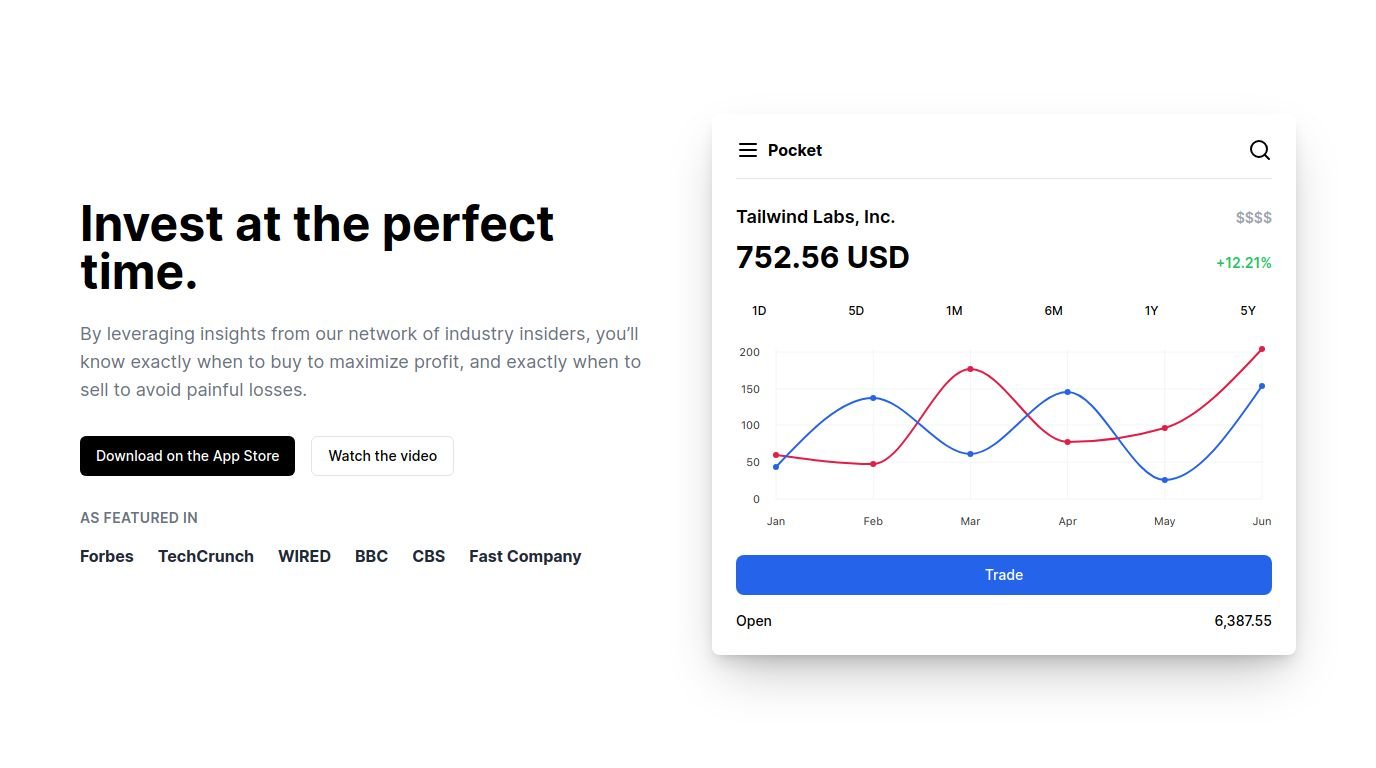 Invest at the perfect
time.
By leveraging insights from our network of industry insiders, you’ll
know exactly when to buy to maximize profit, and exactly when to
sell to avoid painful losses.
Download on the App Store
Watch the video
AS FEATURED IN
Forbes TechCrunch WIRED BBC CBS Fast Company
Pocket
Tailwind Labs, Inc. $$$$
752.56 USD +12.21%
1D 5D 1M 6M 1Y 5Y
200
150
100
50
0
Jan Feb Mar Apr May Jun
Trade
Open 6,387.55